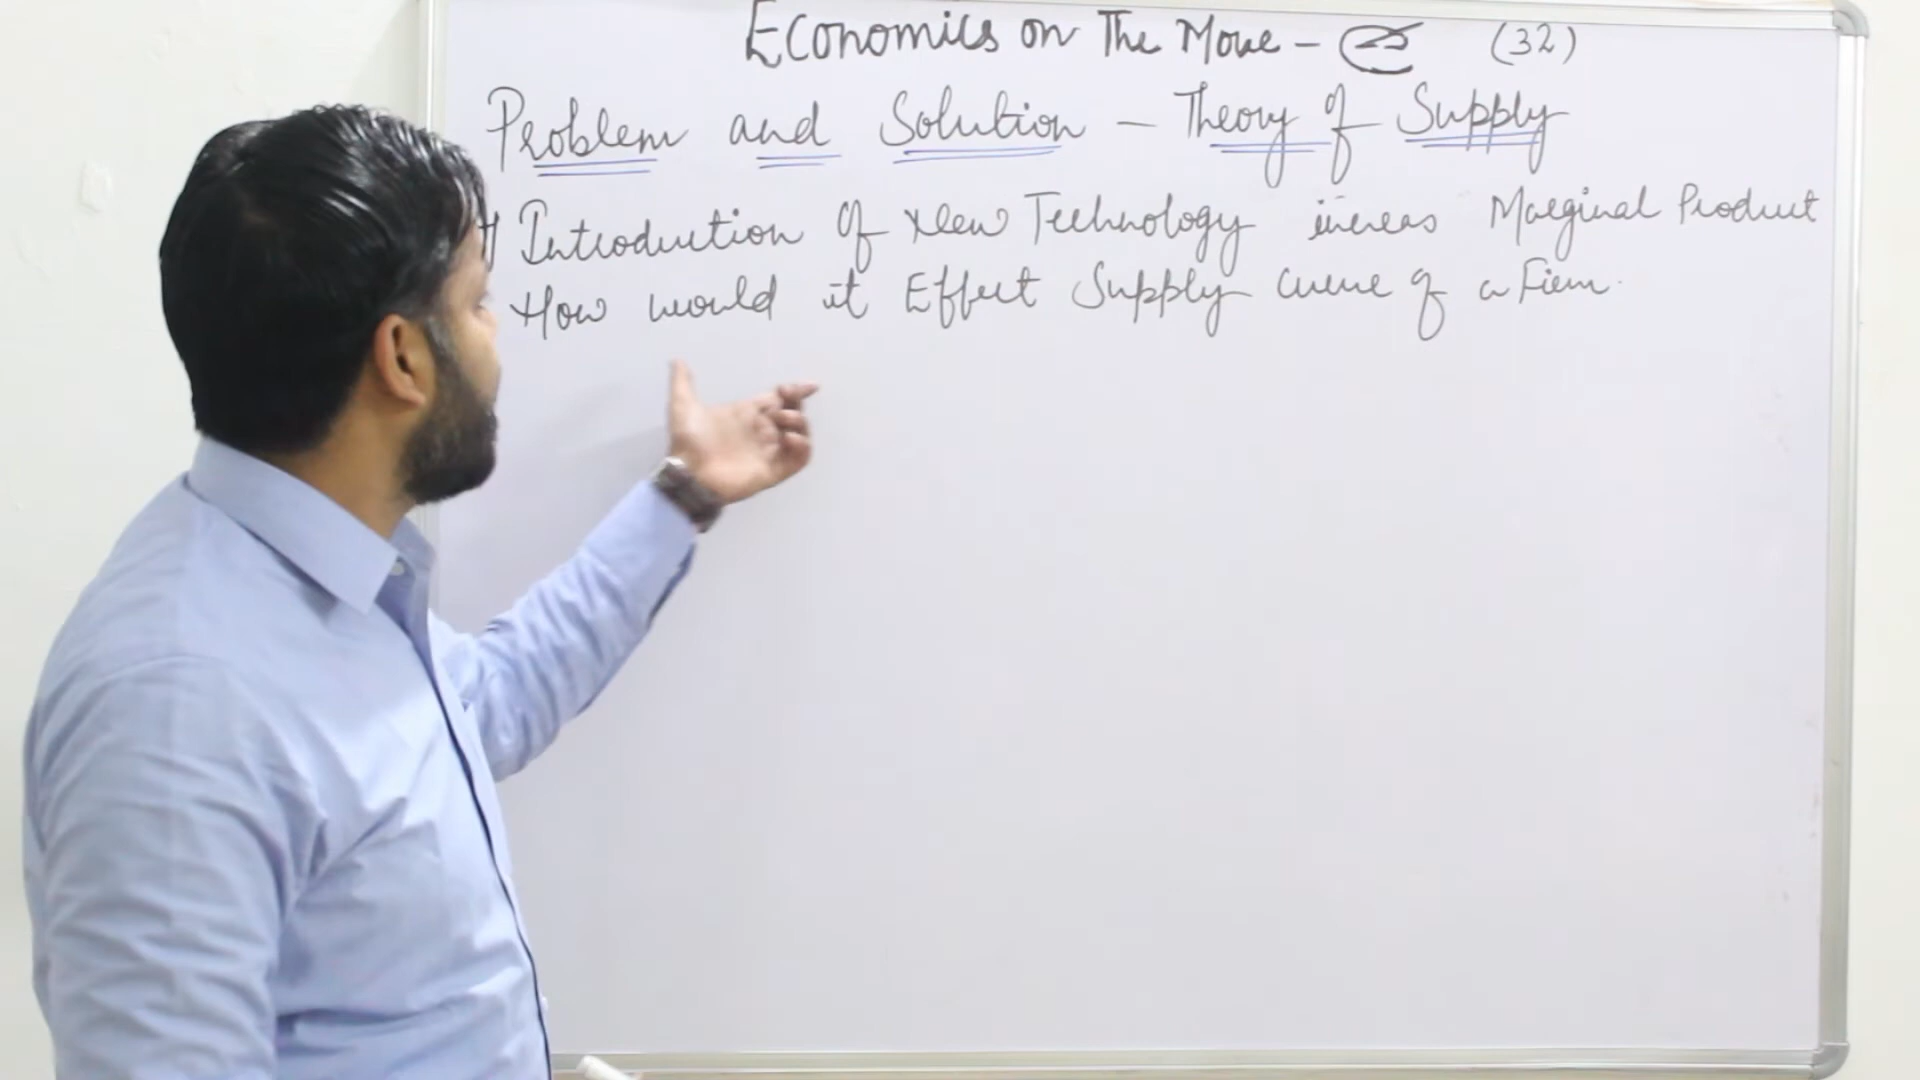 Economics on The Move - (32)
Problem and Solution - Theory of Supply
Introduction of New Technology increas Marginal Product
How would it Effect Supply curve of a Firm.